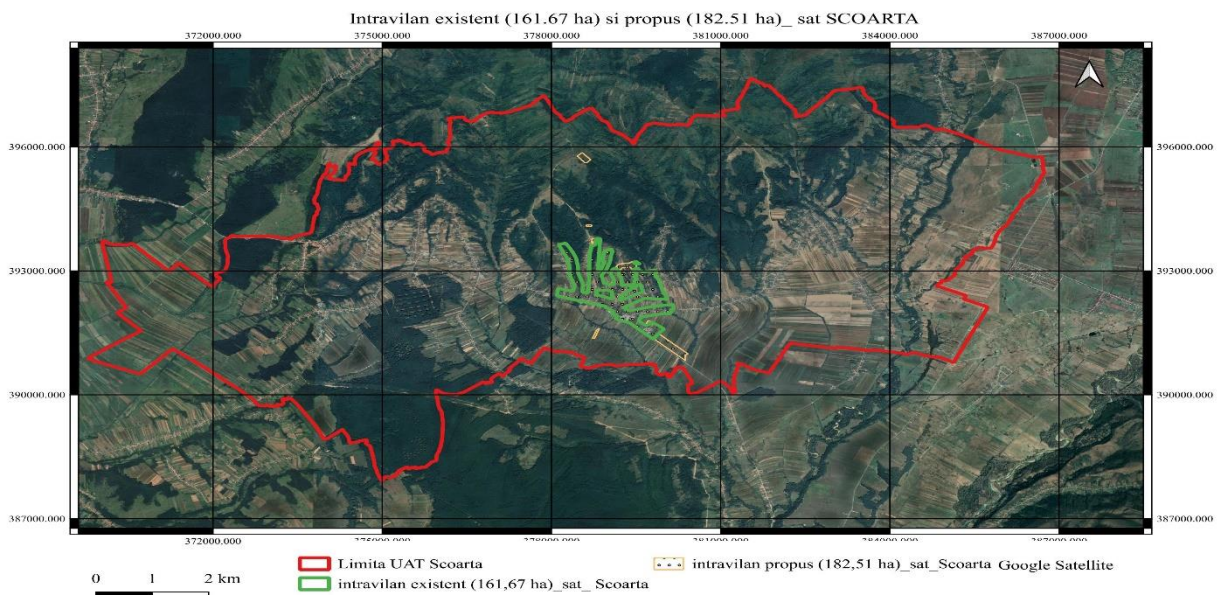 Intravilan existent (161.67 ha) si propus (182.51 ha)_ sat SCOARTA
372000.000 375000.000 378000.000 381000.000 384000.000 387000.000
396000.000 396000.000
393000.000 393000.000
390000.000 390000.000
387000.000 387000.000
372000.000 375000.000 378000.000 381000.000 384000.000 387000.000
Limita UAT Scoarta
intravilan propus (182,51 ha)_sat_Scoarta Google Satellite
intravilan existent (161,67 ha)_sat_ Scoarta
0 1 2 km